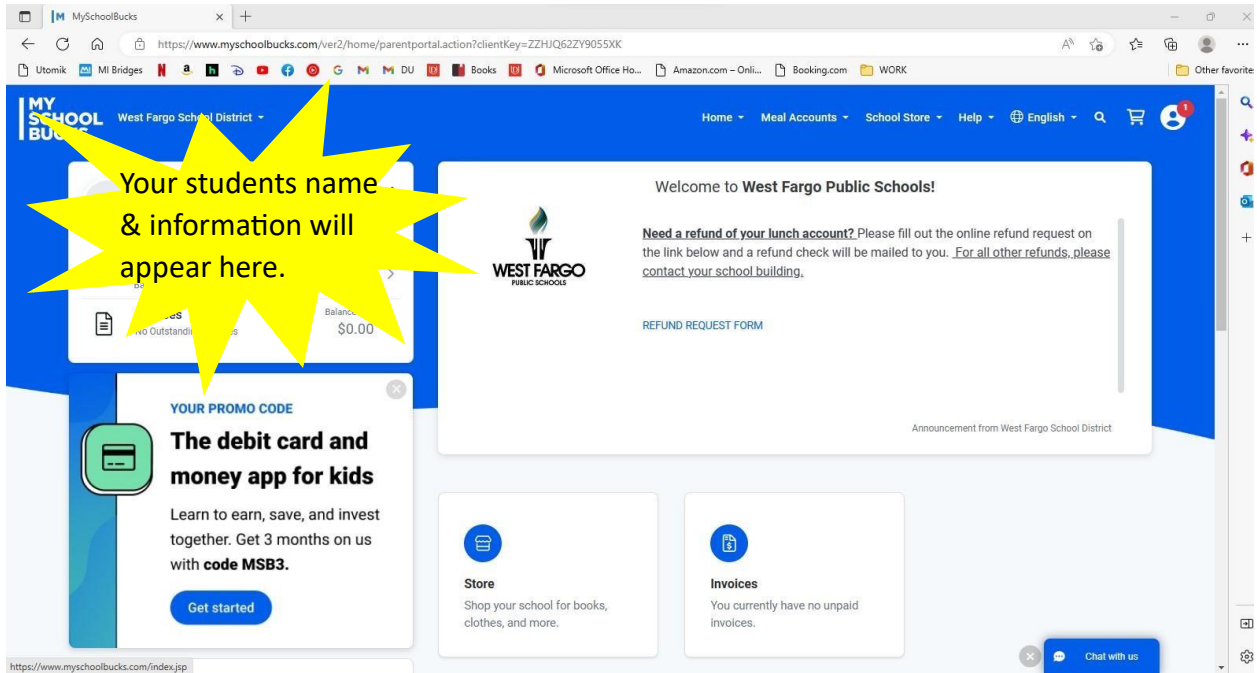 MySchoolBucks
https://www.myschoolbucks.com/ver2/home/parentportal.action?clientKey=ZZHJQ62ZY9055XK
Utomik MI Bridges DU Books Microsoft Office Ho... Amazon.com – Onli... Booking.com WORK Other favorites
MY
SCHOOL
BUCKS
West Fargo School District
Home Meal Accounts School Store Help English
1
Your students name
& information will
appear here.
Balance
$0.00
No Outstanding
WEST FARGO
PUBLIC SCHOOLS
Welcome to West Fargo Public Schools!
Need a refund of your lunch account? Please fill out the online refund request on
the link below and a refund check will be mailed to you. For all other refunds, please
contact your school building.
REFUND REQUEST FORM
Announcement from West Fargo School District
YOUR PROMO CODE
The debit card and
money app for kids
Learn to earn, save, and invest
together. Get 3 months on us
with code MSB3.
Get started
Store
Shop your school for books,
clothes, and more.
Invoices
You currently have no unpaid
invoices.
Chat with us
https://www.myschoolbucks.com/index.jsp